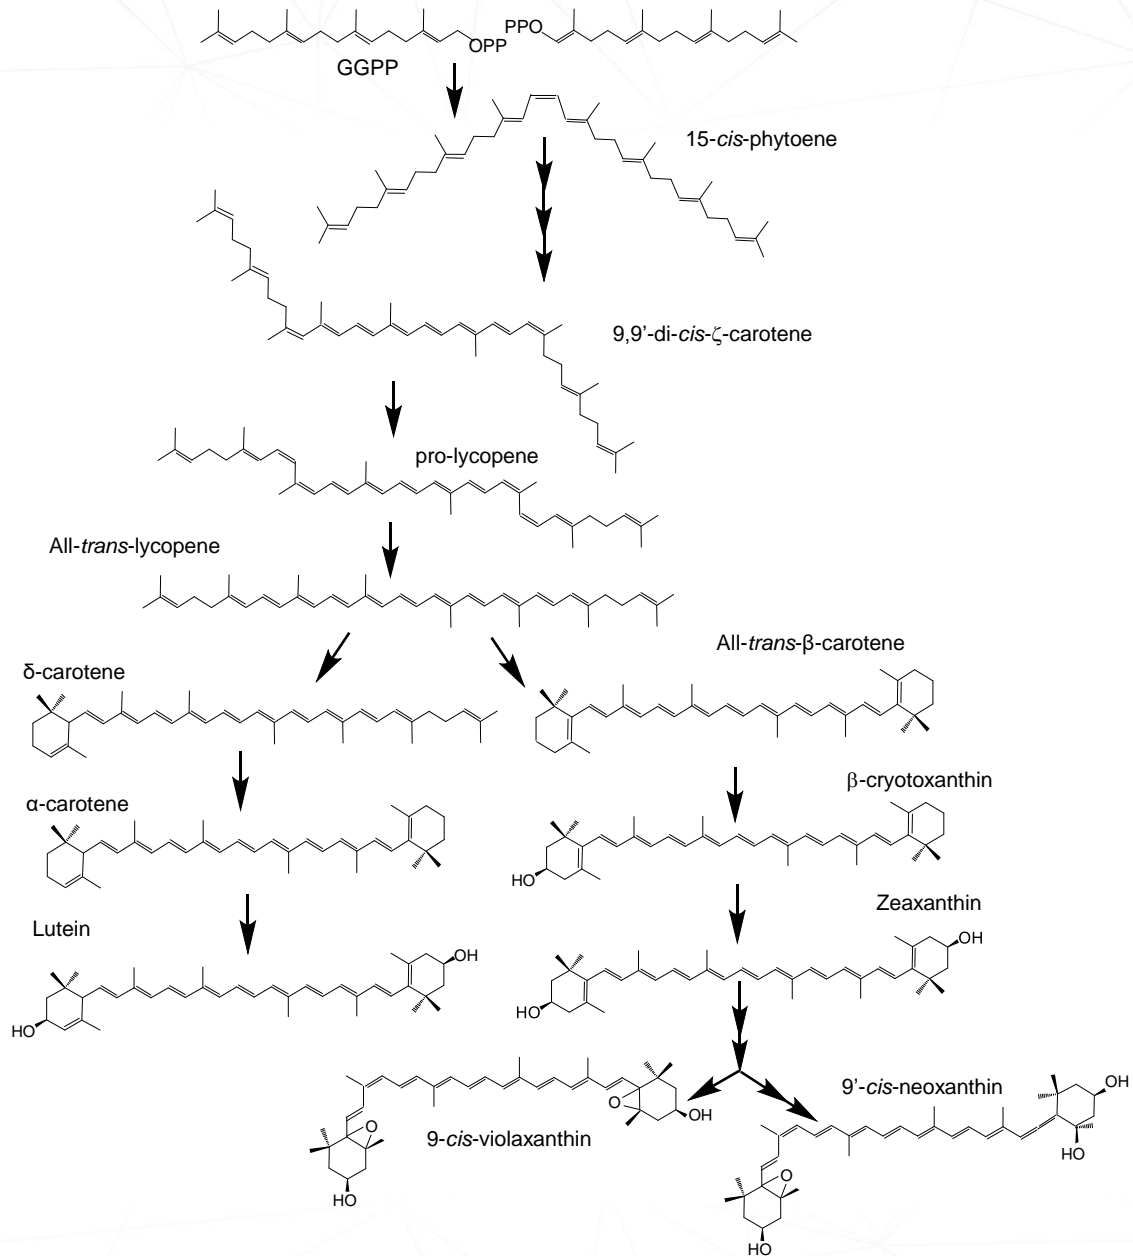 PPO
OPP
GGPP
15-cis-phytoene
9,9'-di-cis-ζ-carotene
pro-lycopene
All-trans-lycopene
All-trans-β-carotene
δ-carotene
β-cryotoxanthin
α-carotene
HO
Zeaxanthin
Lutein
OH
OH
HO
HO
9'-cis-neoxanthin
OH
O
OH
9-cis-violaxanthin
O
HO
O
HO
HO